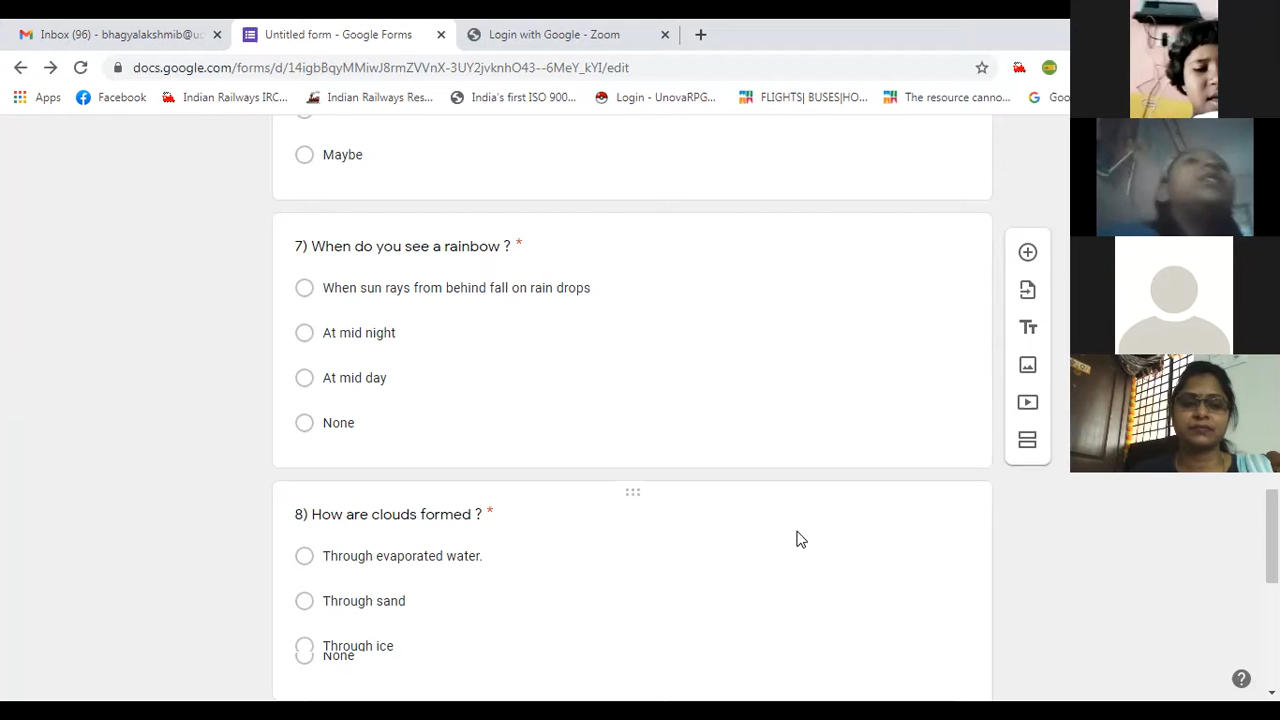 Inbox (96) - bhagyalakshmib@uc
Untitled form - Google Forms
Login with Google - Zoom
docs.google.com/forms/d/14igbBqyMMiwJ8rmZVVnX-3UY2jvknhO43--6MeY_kYI/edit
Apps
Facebook
Indian Railways IRC...
Indian Railways Res...
India's first ISO 900...
Login - UnovaRPG...
FLIGHTS| BUSES|HO...
The resource canno...
Goo
Maybe
7) When do you see a rainbow ? *
When sun rays from behind fall on rain drops
At mid night
At mid day
None
8) How are clouds formed ? *
Through evaporated water.
Through sand
Through ice
None